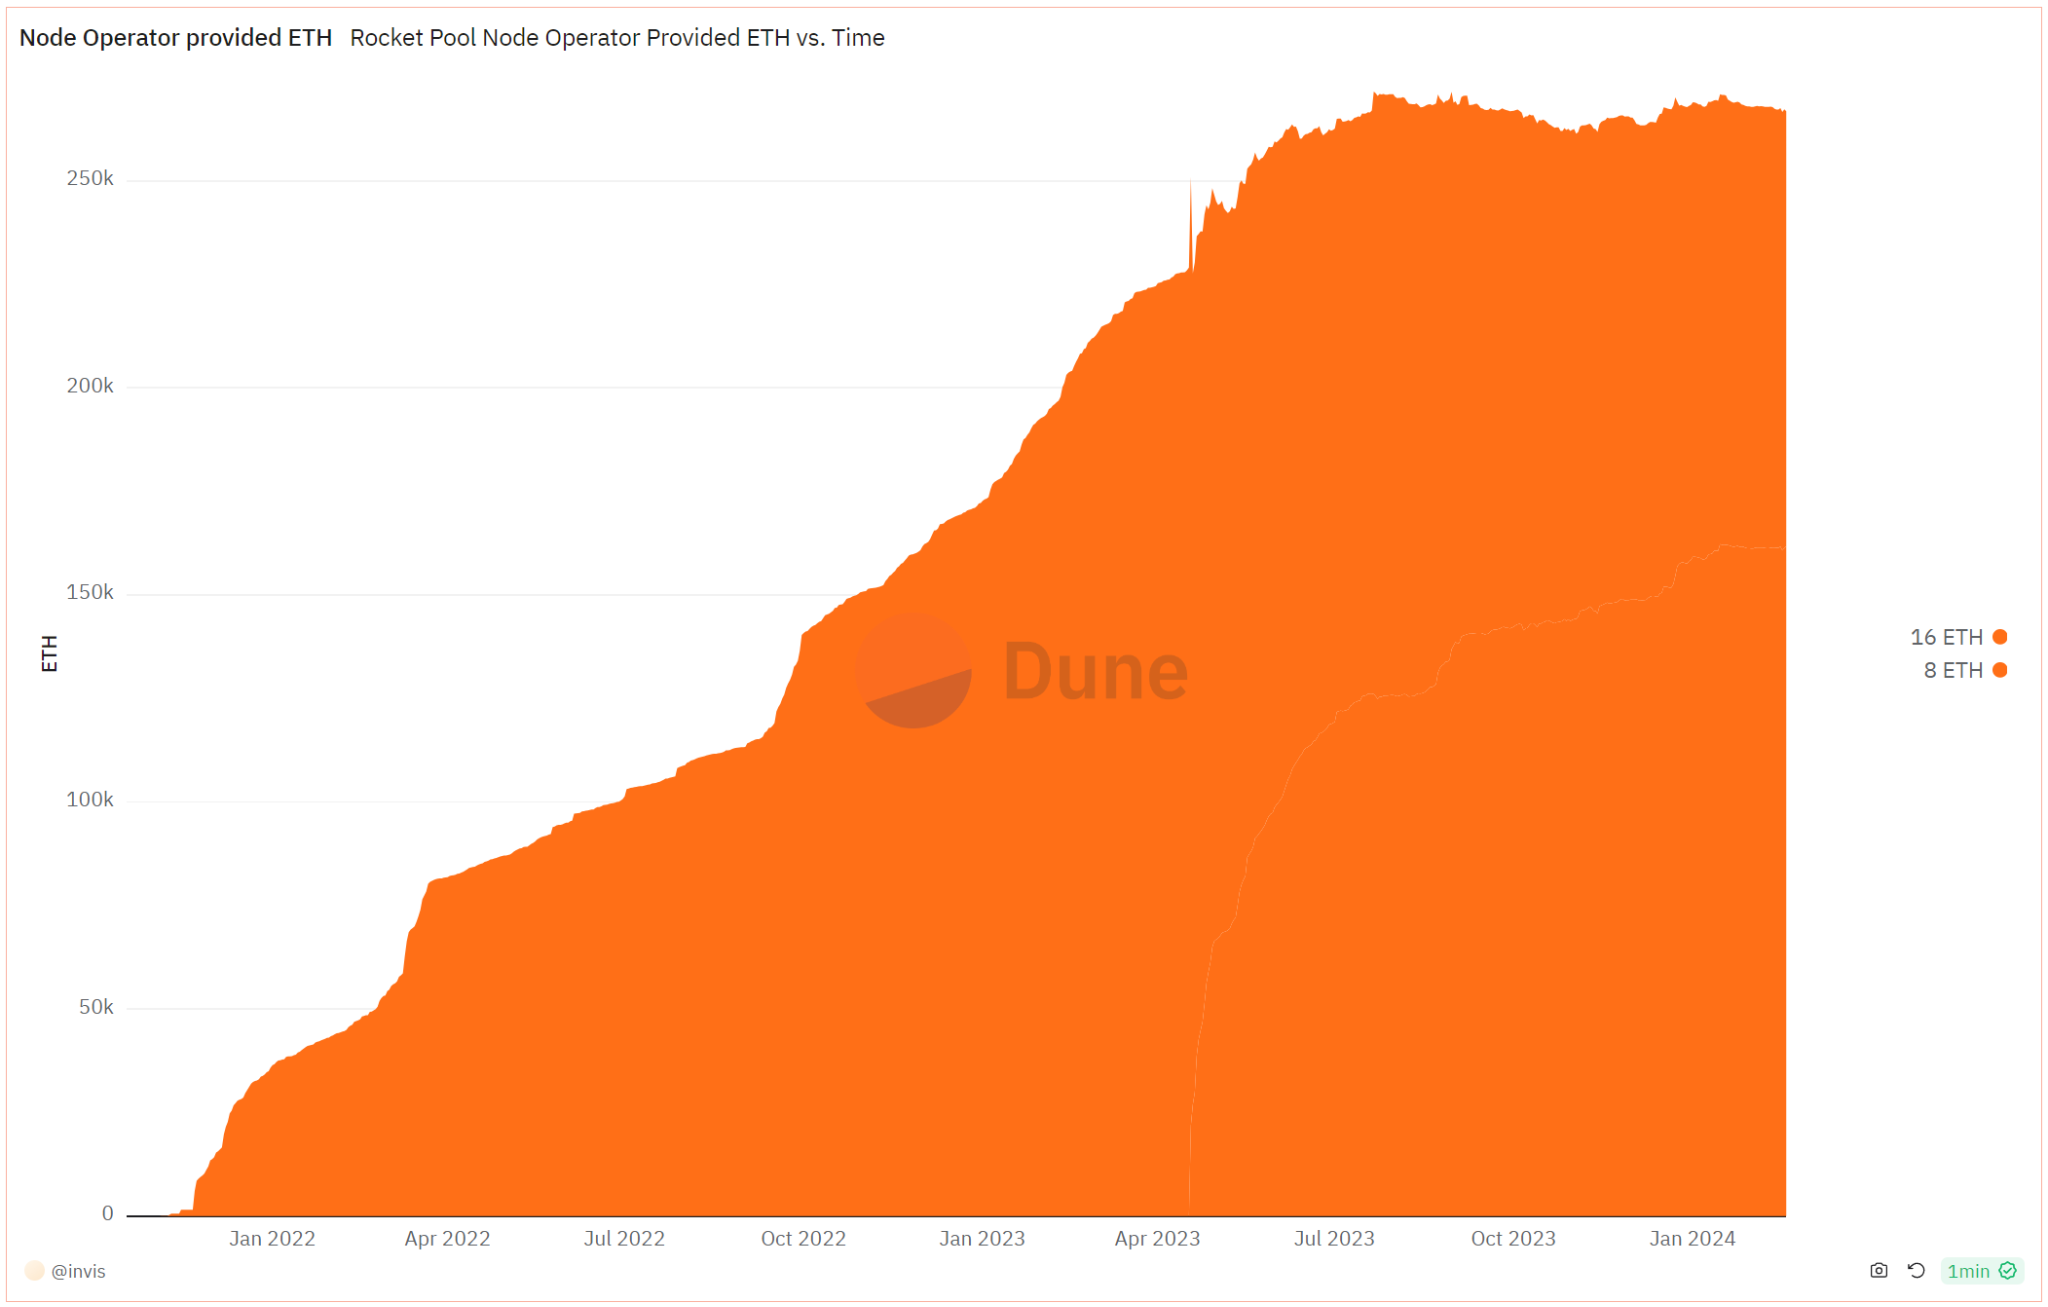 Node Operator provided ETH Rocket Pool Node Operator Provided ETH vs. Time
250k
200k
150k
100k
50k
0
ETH
Dune
16 ETH
8 ETH
Jan 2022 Apr 2022 Jul 2022 Oct 2022 Jan 2023 Apr 2023 Jul 2023 Oct 2023 Jan 2024
@invis
1min